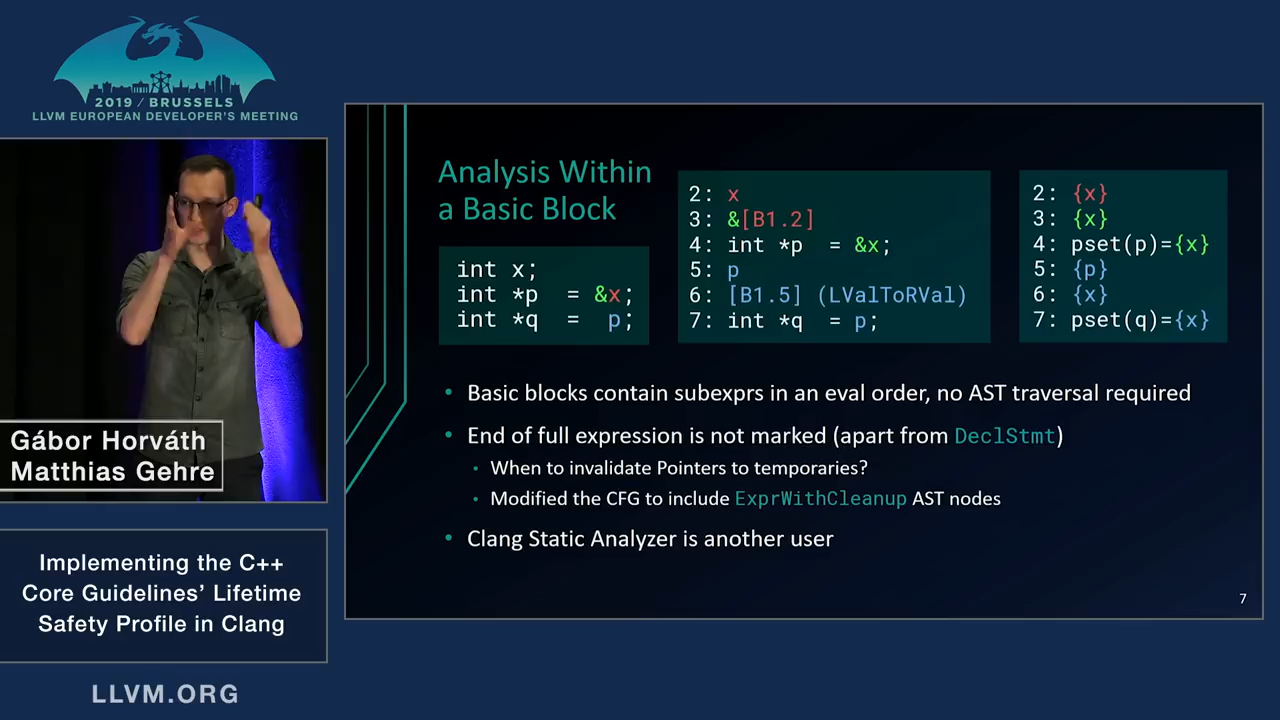 2019 / BRUSSELS
LLVM EUROPEAN DEVELOPER'S MEETING
Gábor Horváth
Matthias Gehre
Implementing the C++
Core Guidelines' Lifetime
Safety Profile in Clang
LLVM.ORG
Analysis Within
a Basic Block
int x;
int *p = &x;
int *q = p;
2: x
3: &[B1.2]
4: int *p = &x;
5: p
6: [B1.5] (LValToRVal)
7: int *q = p;
2: {x}
3: {x}
4: pset(p)={x}
5: {p}
6: {x}
7: pset(q)={x}
• Basic blocks contain subexprs in an eval order, no AST traversal required
• End of full expression is not marked (apart from DeclStmt)
• When to invalidate Pointers to temporaries?
• Modified the CFG to include ExprWithCleanup AST nodes
• Clang Static Analyzer is another user
7